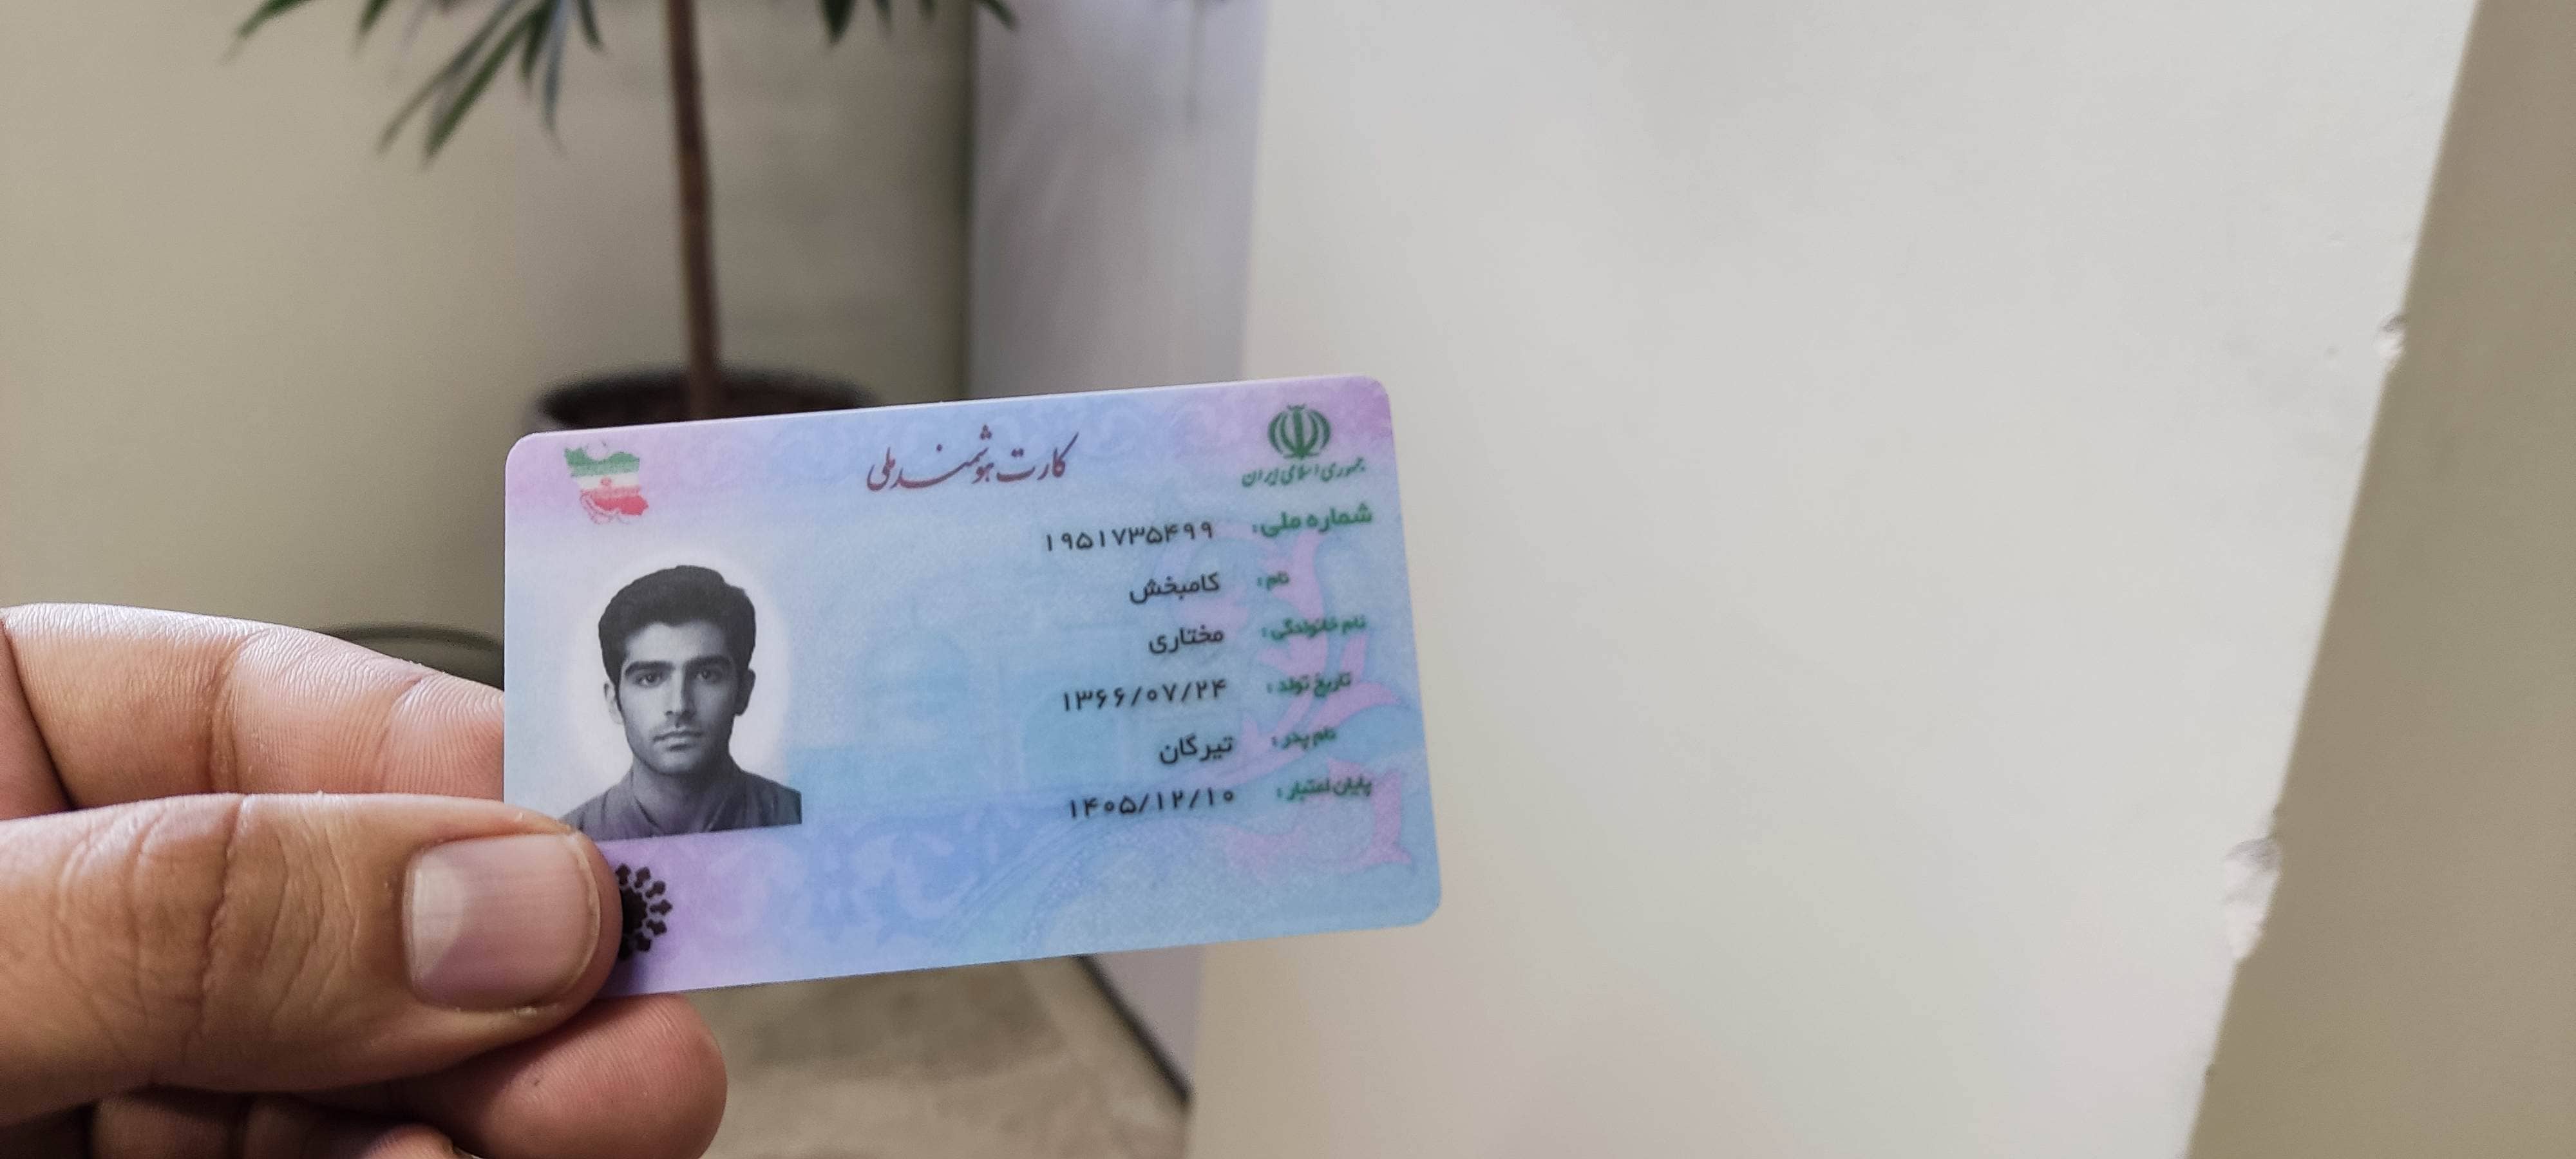 جمهوری اسلامی ایران
کارت هوشمند ملی
شماره ملی: ۱۹۵۱۷۳۵۴۹۹
نام: کامبخش
نام خانوادگی: مختاری
تاریخ تولد: ۱۳۶۶/۰۷/۲۴
نام پدر: تیرگان
پایان اعتبار: ۱۴۰۵/۱۲/۱۰